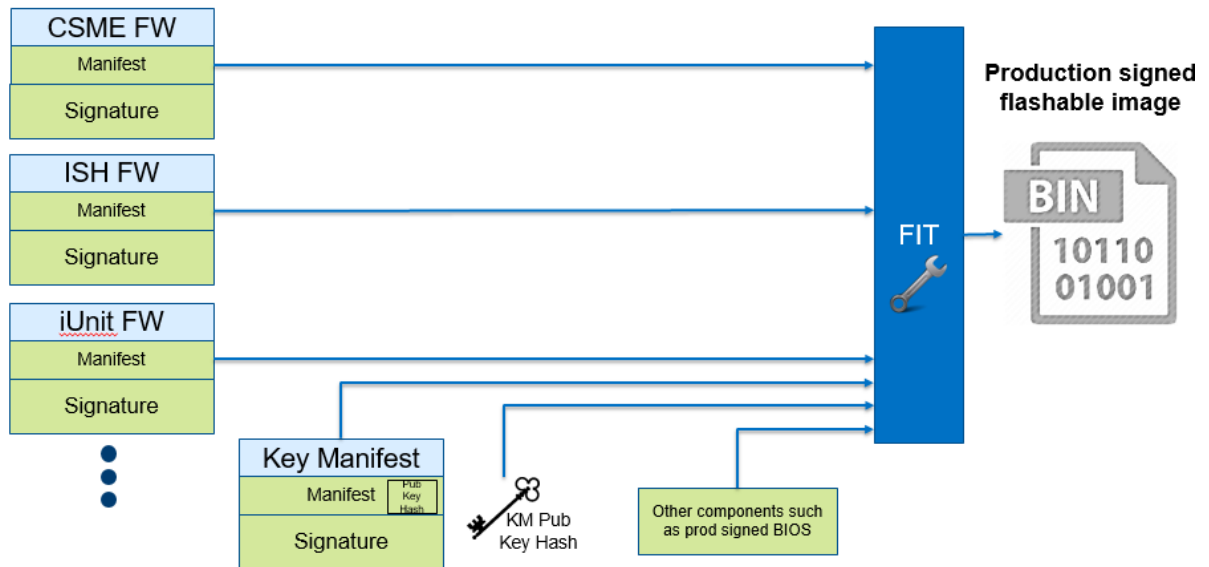 CSME FW
Manifest
Signature
ISH FW
Manifest
Signature
iUnit FW
Manifest
Signature
Key Manifest
Manifest
Pub
Key
Hash
Signature
KM Pub
Key Hash
Other components such
as prod signed BIOS
FIT
Production signed
flashable image
BIN
10110
01001